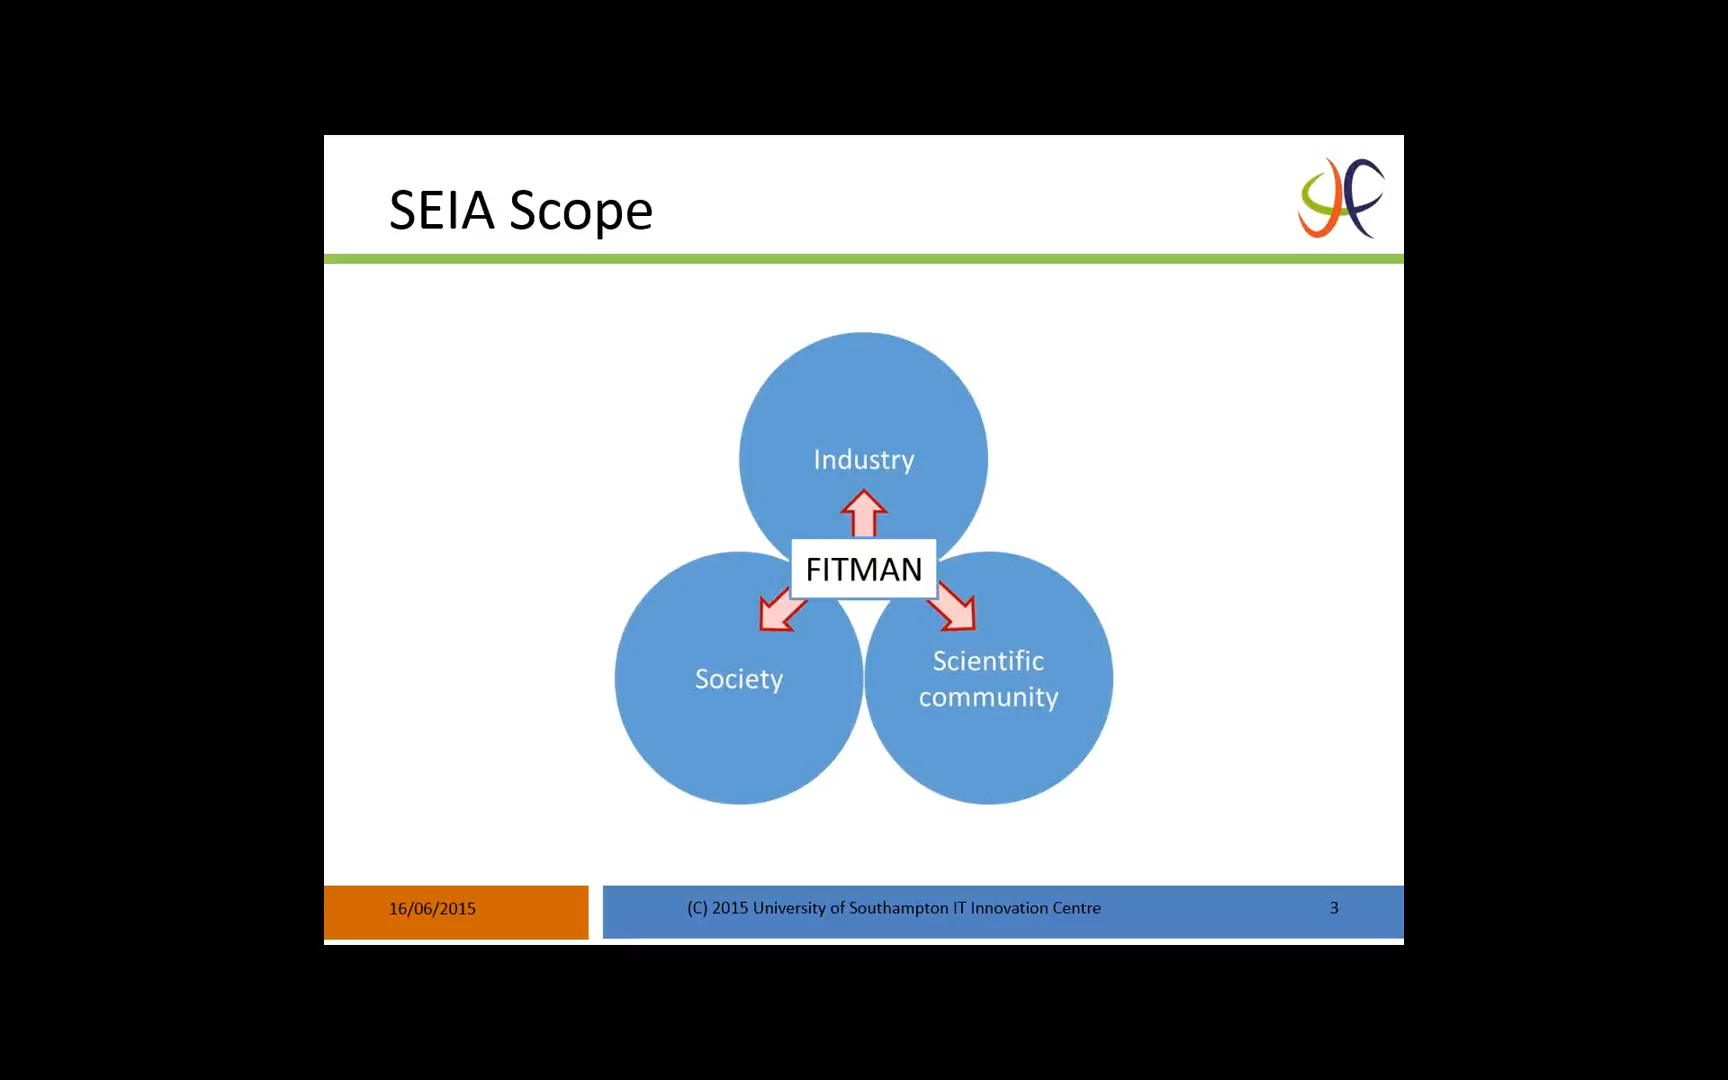 SEIA Scope
Industry
FITMAN
Society
Scientific
community
16/06/2015
(C) 2015 University of Southampton IT Innovation Centre
3